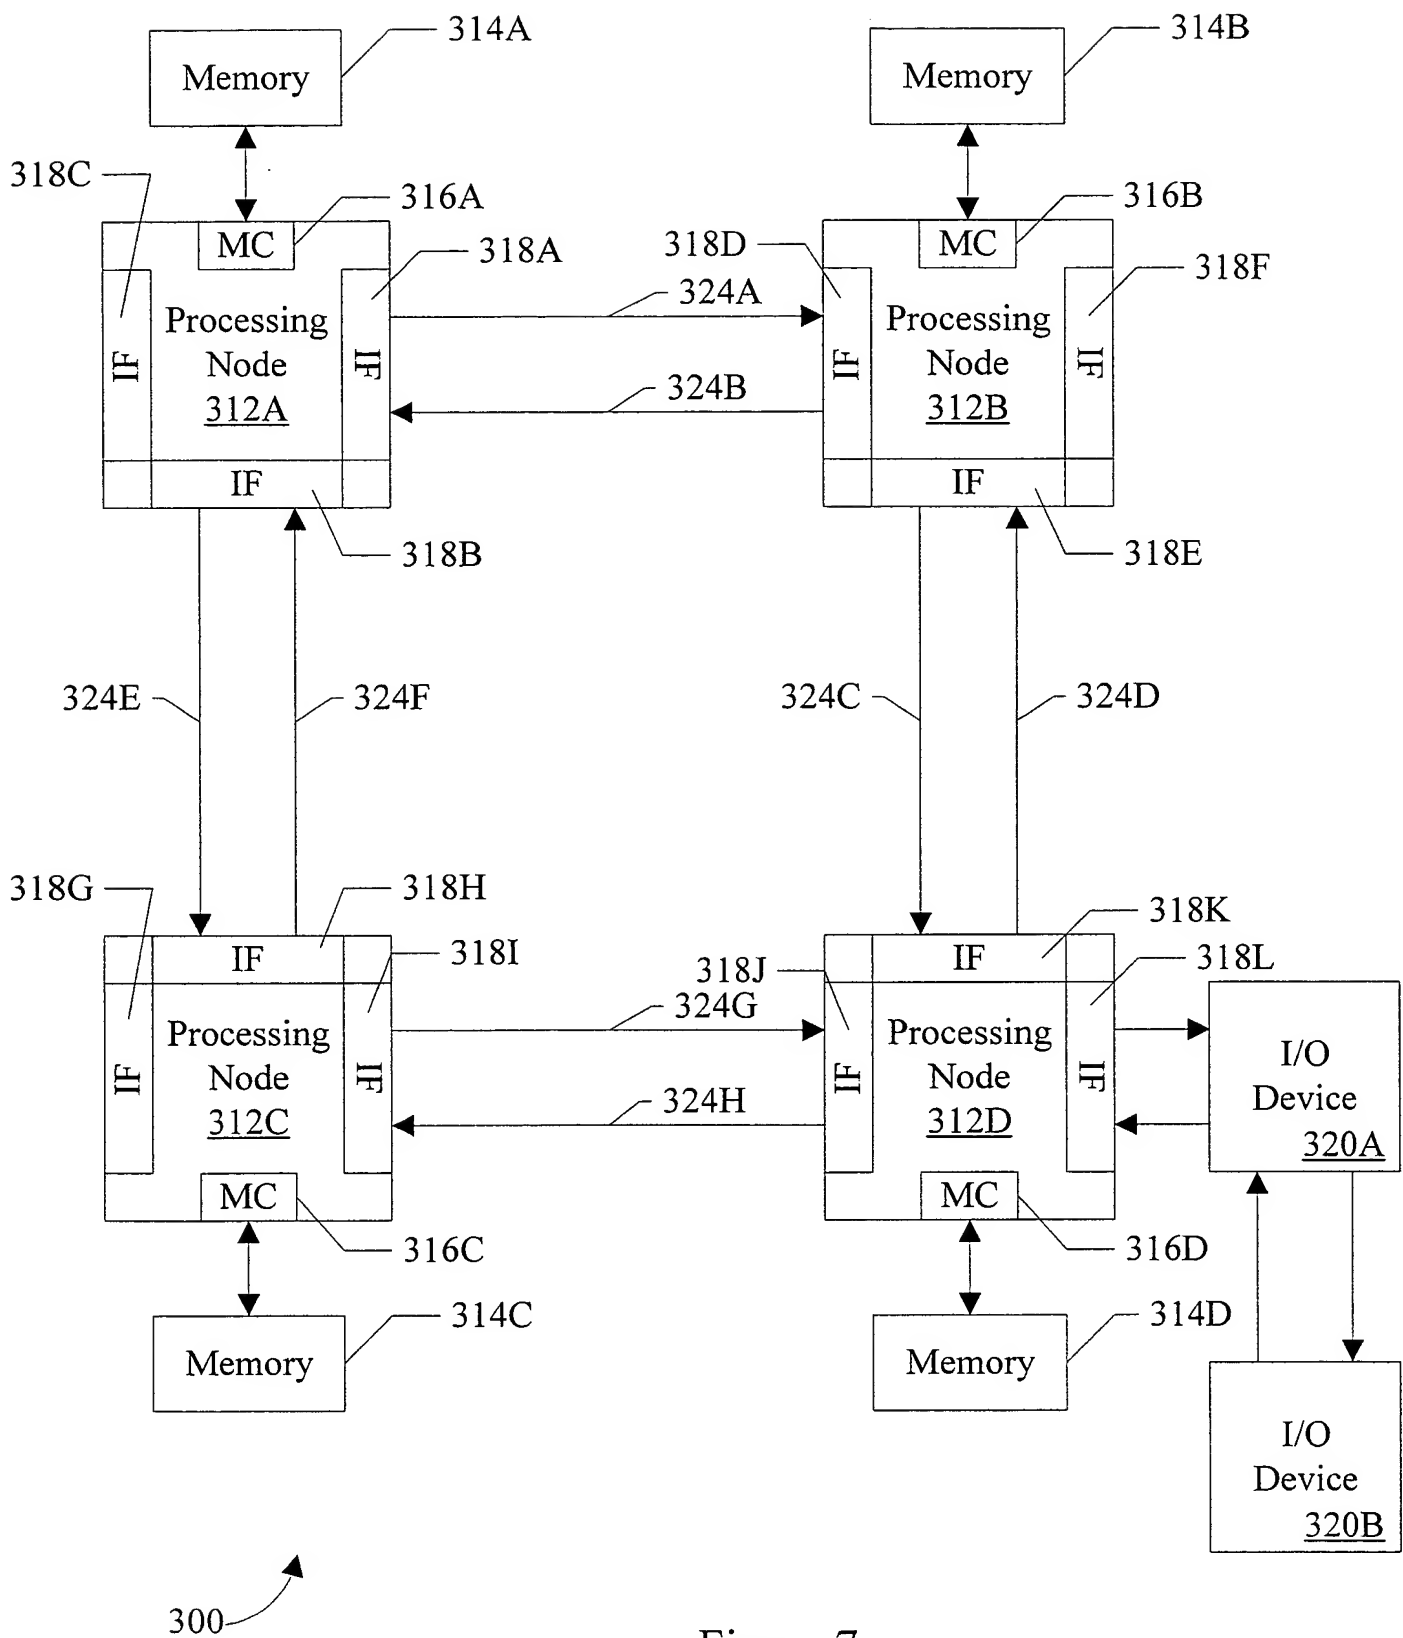 314A
Memory
314B
Memory
318C
316A
MC
318A
318D
316B
MC
318F
324A
Processing
Node
312A
IF
IF
IF
324B
Processing
Node
312B
IF
IF
IF
318B
318E
324E
324F
324C
324D
318G
318H
318I
IF
318K
318J
318L
IF
324G
Processing
Node
312C
IF
IF
324H
Processing
Node
312D
IF
IF
I/O
Device
320A
MC
316C
MC
316D
314C
Memory
314D
Memory
I/O
Device
320B
300
Figure 7